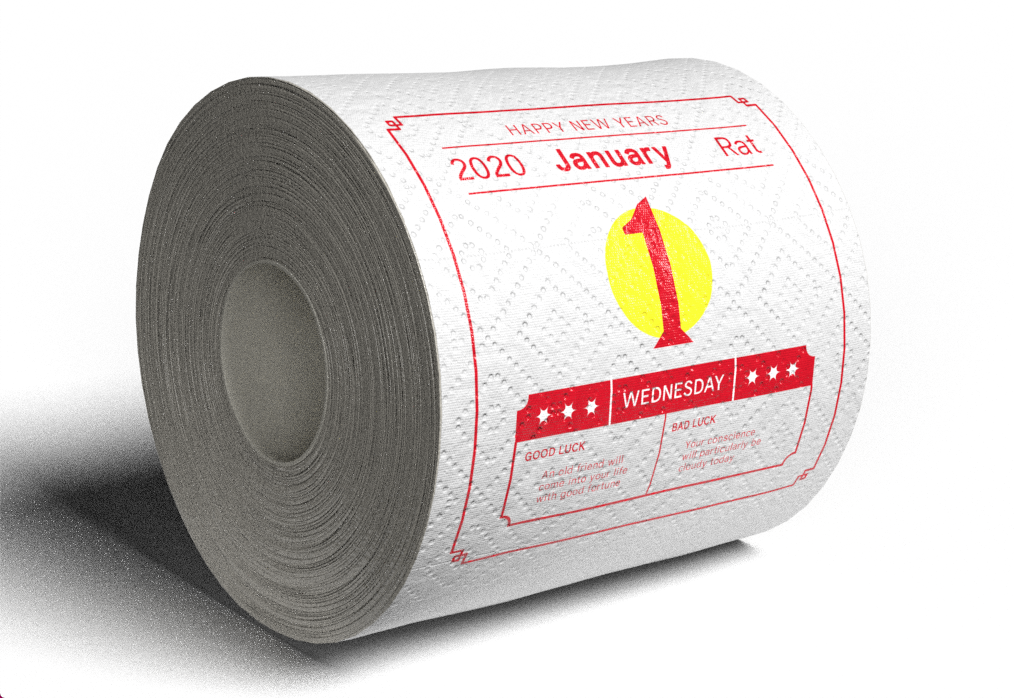 HAPPY NEW YEARS
2020 January Rat
1
WEDNESDAY
GOOD LUCK
An old friend will
come into your life
with good fortune.
BAD LUCK
Your conscience
will particularly be
cloudy today.